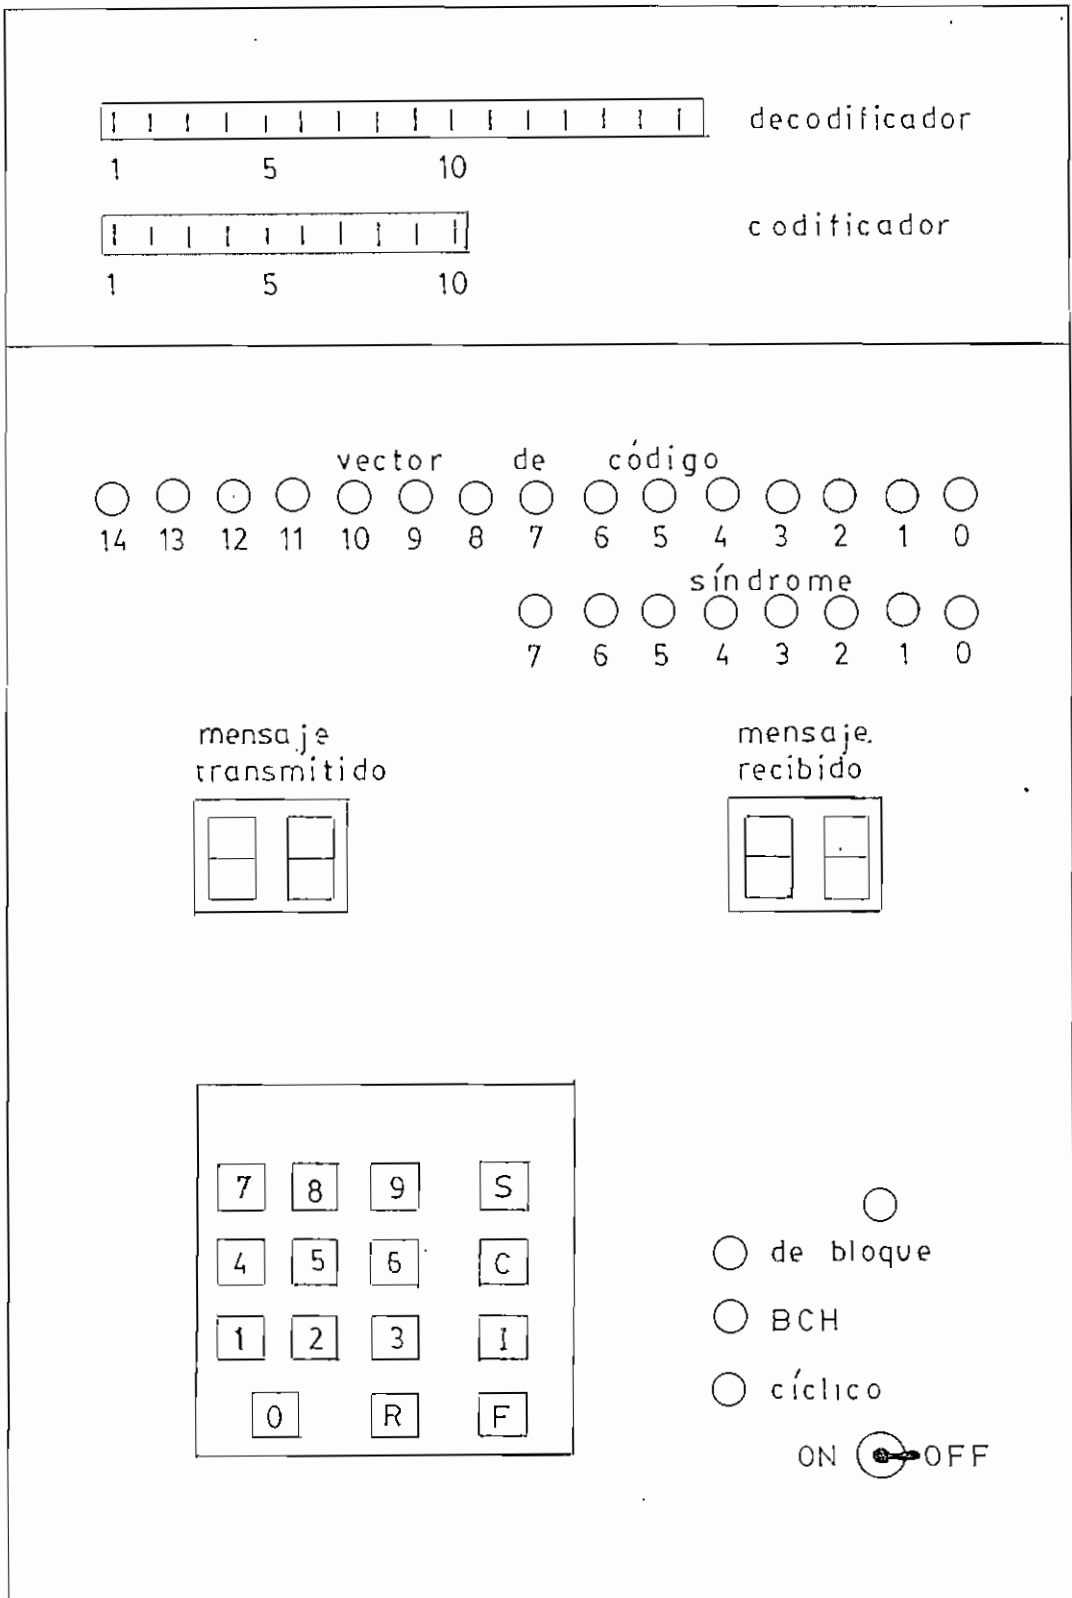 decodificador
1 5 10
codificador
1 5 10
vector de código
14 13 12 11 10 9 8 7 6 5 4 3 2 1 0
síndrome
7 6 5 4 3 2 1 0
mensaje
transmitido
mensaje.
recibido
7 8 9 S
4 5 6 C
1 2 3 I
0 R F
de bloque
BCH
cíclico
ON OFF